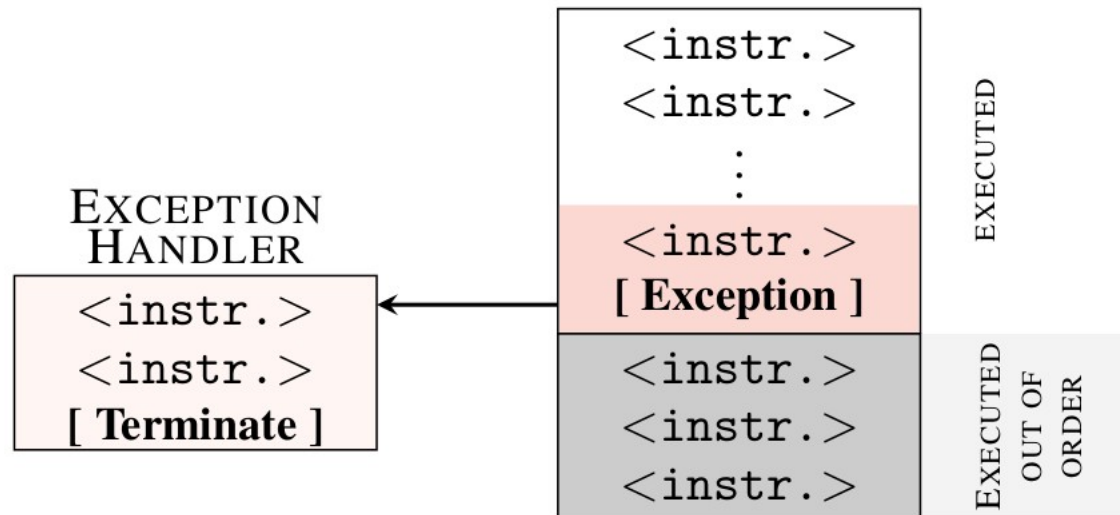 <instr.>
<instr.>
⋮
<instr.>
[ Exception ]
<instr.>
<instr.>
<instr.>
EXECUTED
EXECUTED
OUT OF
ORDER
EXCEPTION
HANDLER
<instr.>
<instr.>
[ Terminate ]